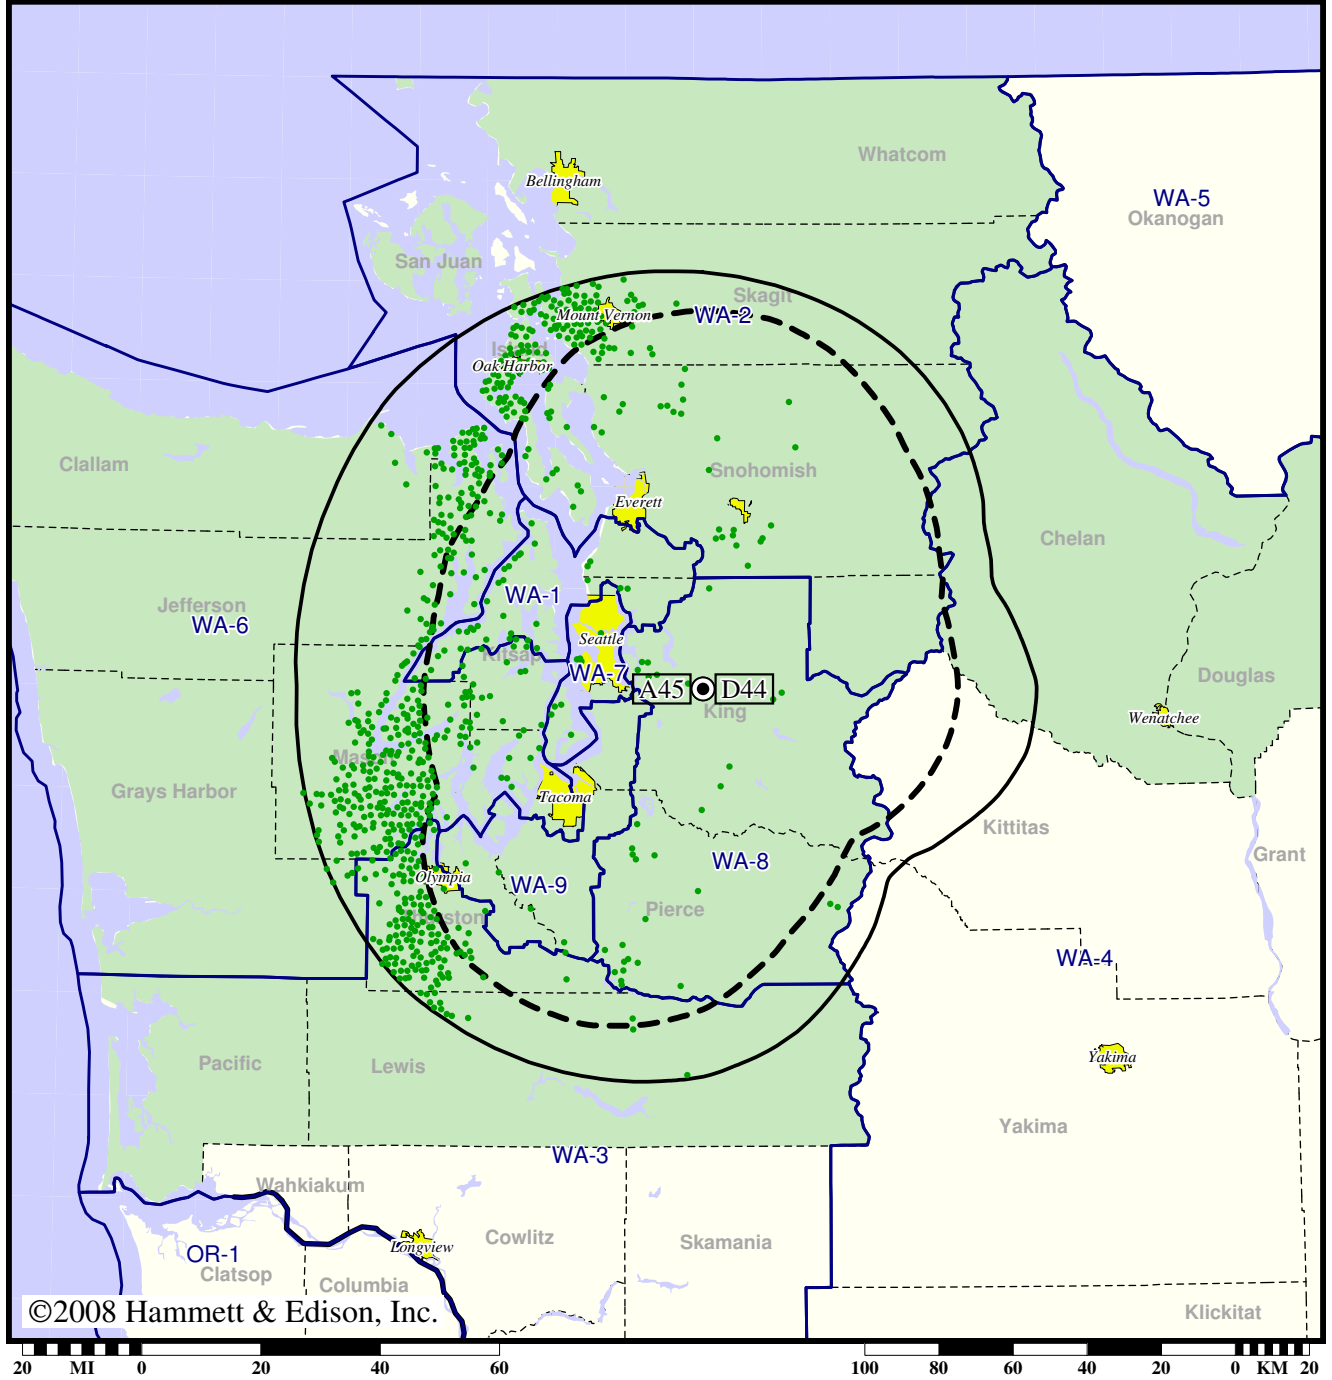 Whatcom
Bellingham
WA-5
Okanogan
San Juan
Skagit
Mount Vernon
WA-2
Island
Oak Harbor
Clallam
Snohomish
Everett
Chelan
Jefferson
WA-6
WA-1
Seattle
Kitsap
WA-7
A45
D44
King
Douglas
Wenatchee
Mason
Grays Harbor
Tacoma
Kittitas
Grant
WA-8
Olympia
WA-9
Pierce
Thurston
WA-4
Pacific
Lewis
Yakima
Yakima
WA-3
Wahkiakum
Cowlitz
Skamania
Longview
OR-1
Clatsop
Columbia
Klickitat
©2008 Hammett & Edison, Inc.
20 MI 0 20 40 60 100 80 60 40 20 0 KM 20